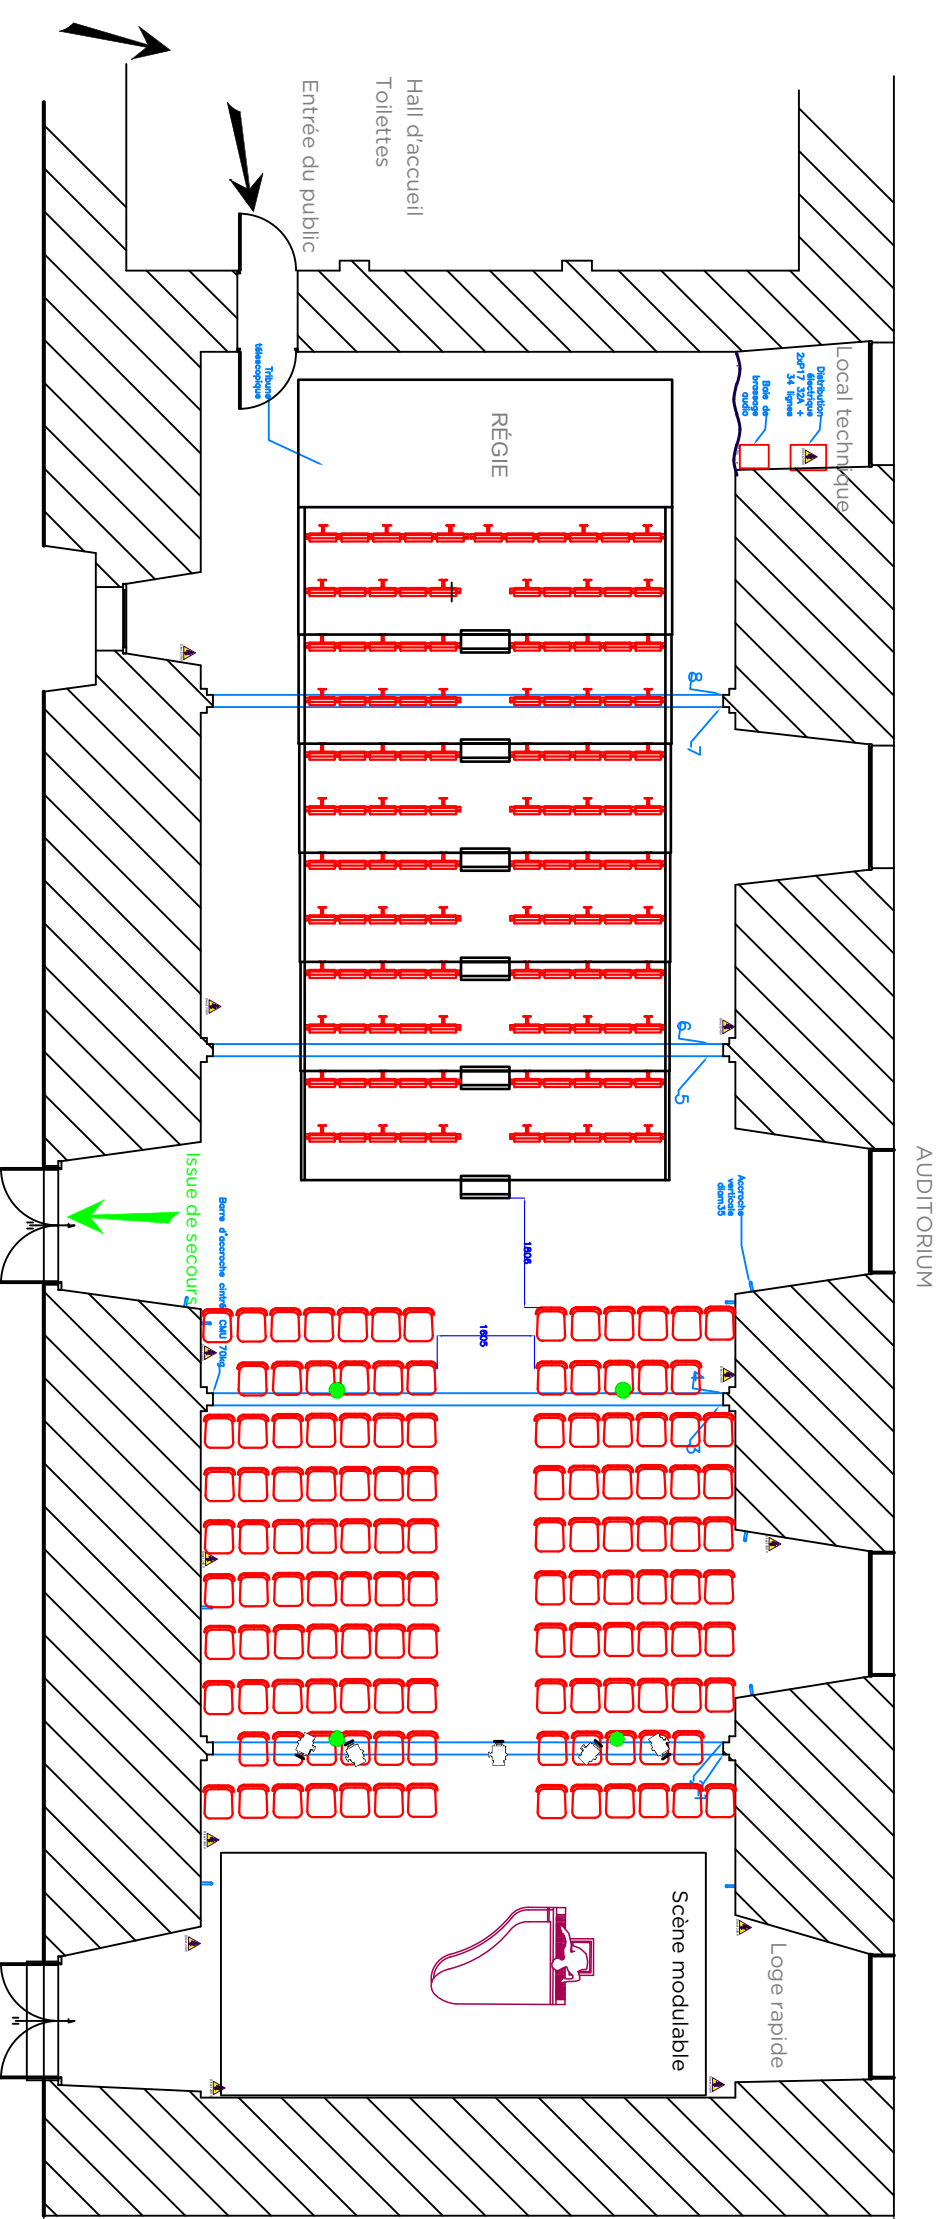 AUDITORIUM
Hall d'accueil
Toilettes
Entrée du public
Local technique
Distribution
électrique
2xP17 32A +
34 lignes
Baie de
brassage
audio
Tribune
télescopique
RÉGIE
8
7
6
5
Accroche
verticale
diam35
Issue de secours
Barre d'accroche cintrée CMU 70kg
1806
1605
4
3
Scène modulable
Loge rapide